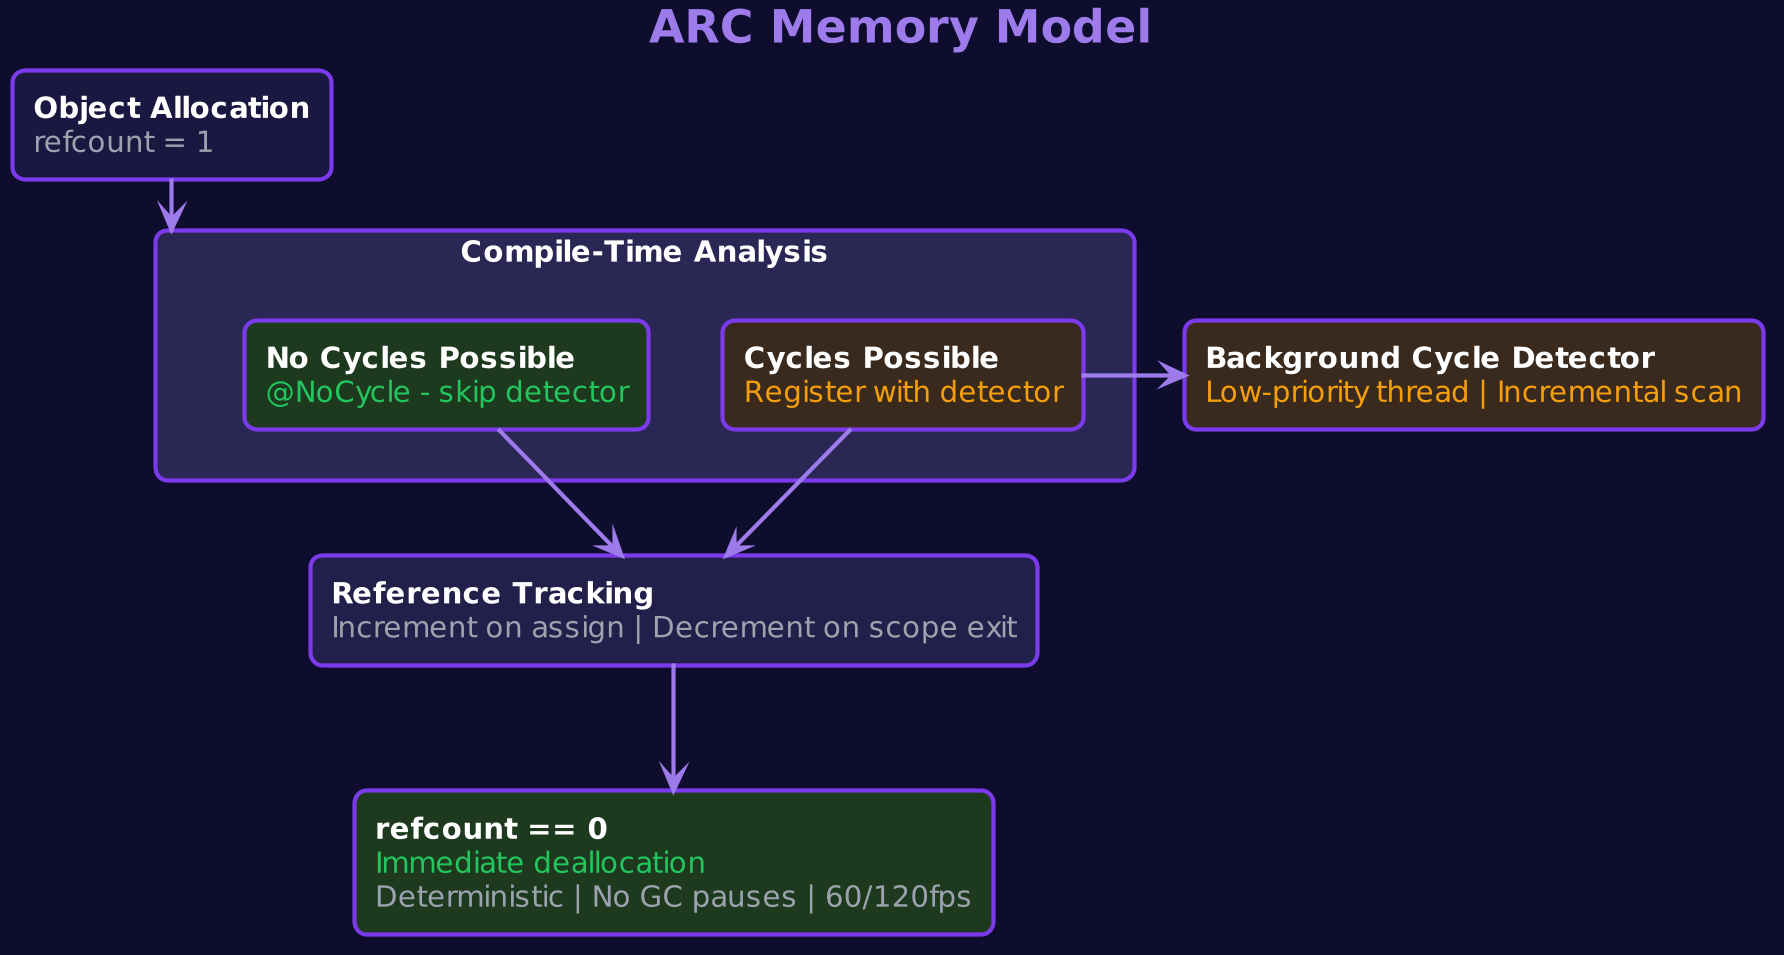 ARC Memory Model
Object Allocation
refcount = 1
Compile-Time Analysis
No Cycles Possible
@NoCycle - skip detector
Cycles Possible
Register with detector
Background Cycle Detector
Low-priority thread | Incremental scan
Reference Tracking
Increment on assign | Decrement on scope exit
refcount == 0
Immediate deallocation
Deterministic | No GC pauses | 60/120fps